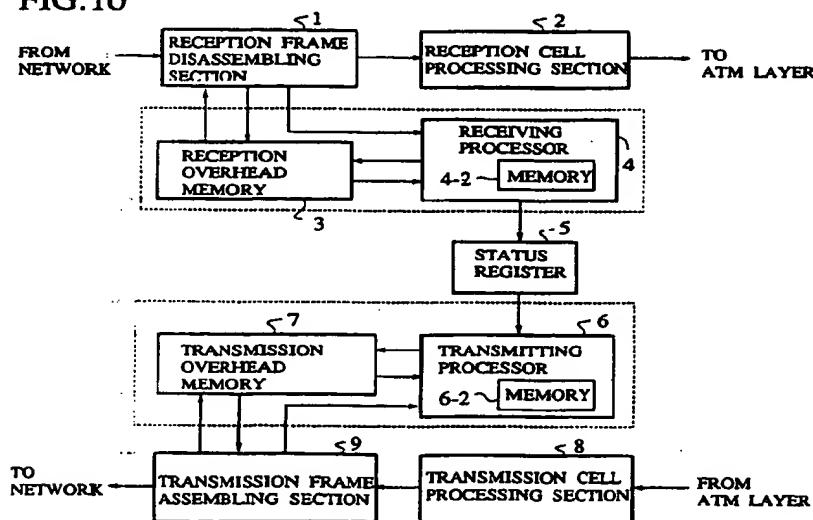 FIG.10
1
2
FROM
NETWORK
RECEPTION FRAME
DISASSEMBLING
SECTION
RECEPTION CELL
PROCESSING SECTION
TO
ATM LAYER
RECEPTION
OVERHEAD
MEMORY
3
RECEIVING
PROCESSOR
4-2
MEMORY
4
5
STATUS
REGISTER
7
6
TRANSMISSION
OVERHEAD
MEMORY
TRANSMITTING
PROCESSOR
6-2
MEMORY
9
8
TO
NETWORK
TRANSMISSION FRAME
ASSEMBLING SECTION
TRANSMISSION CELL
PROCESSING SECTION
FROM
ATM LAYER